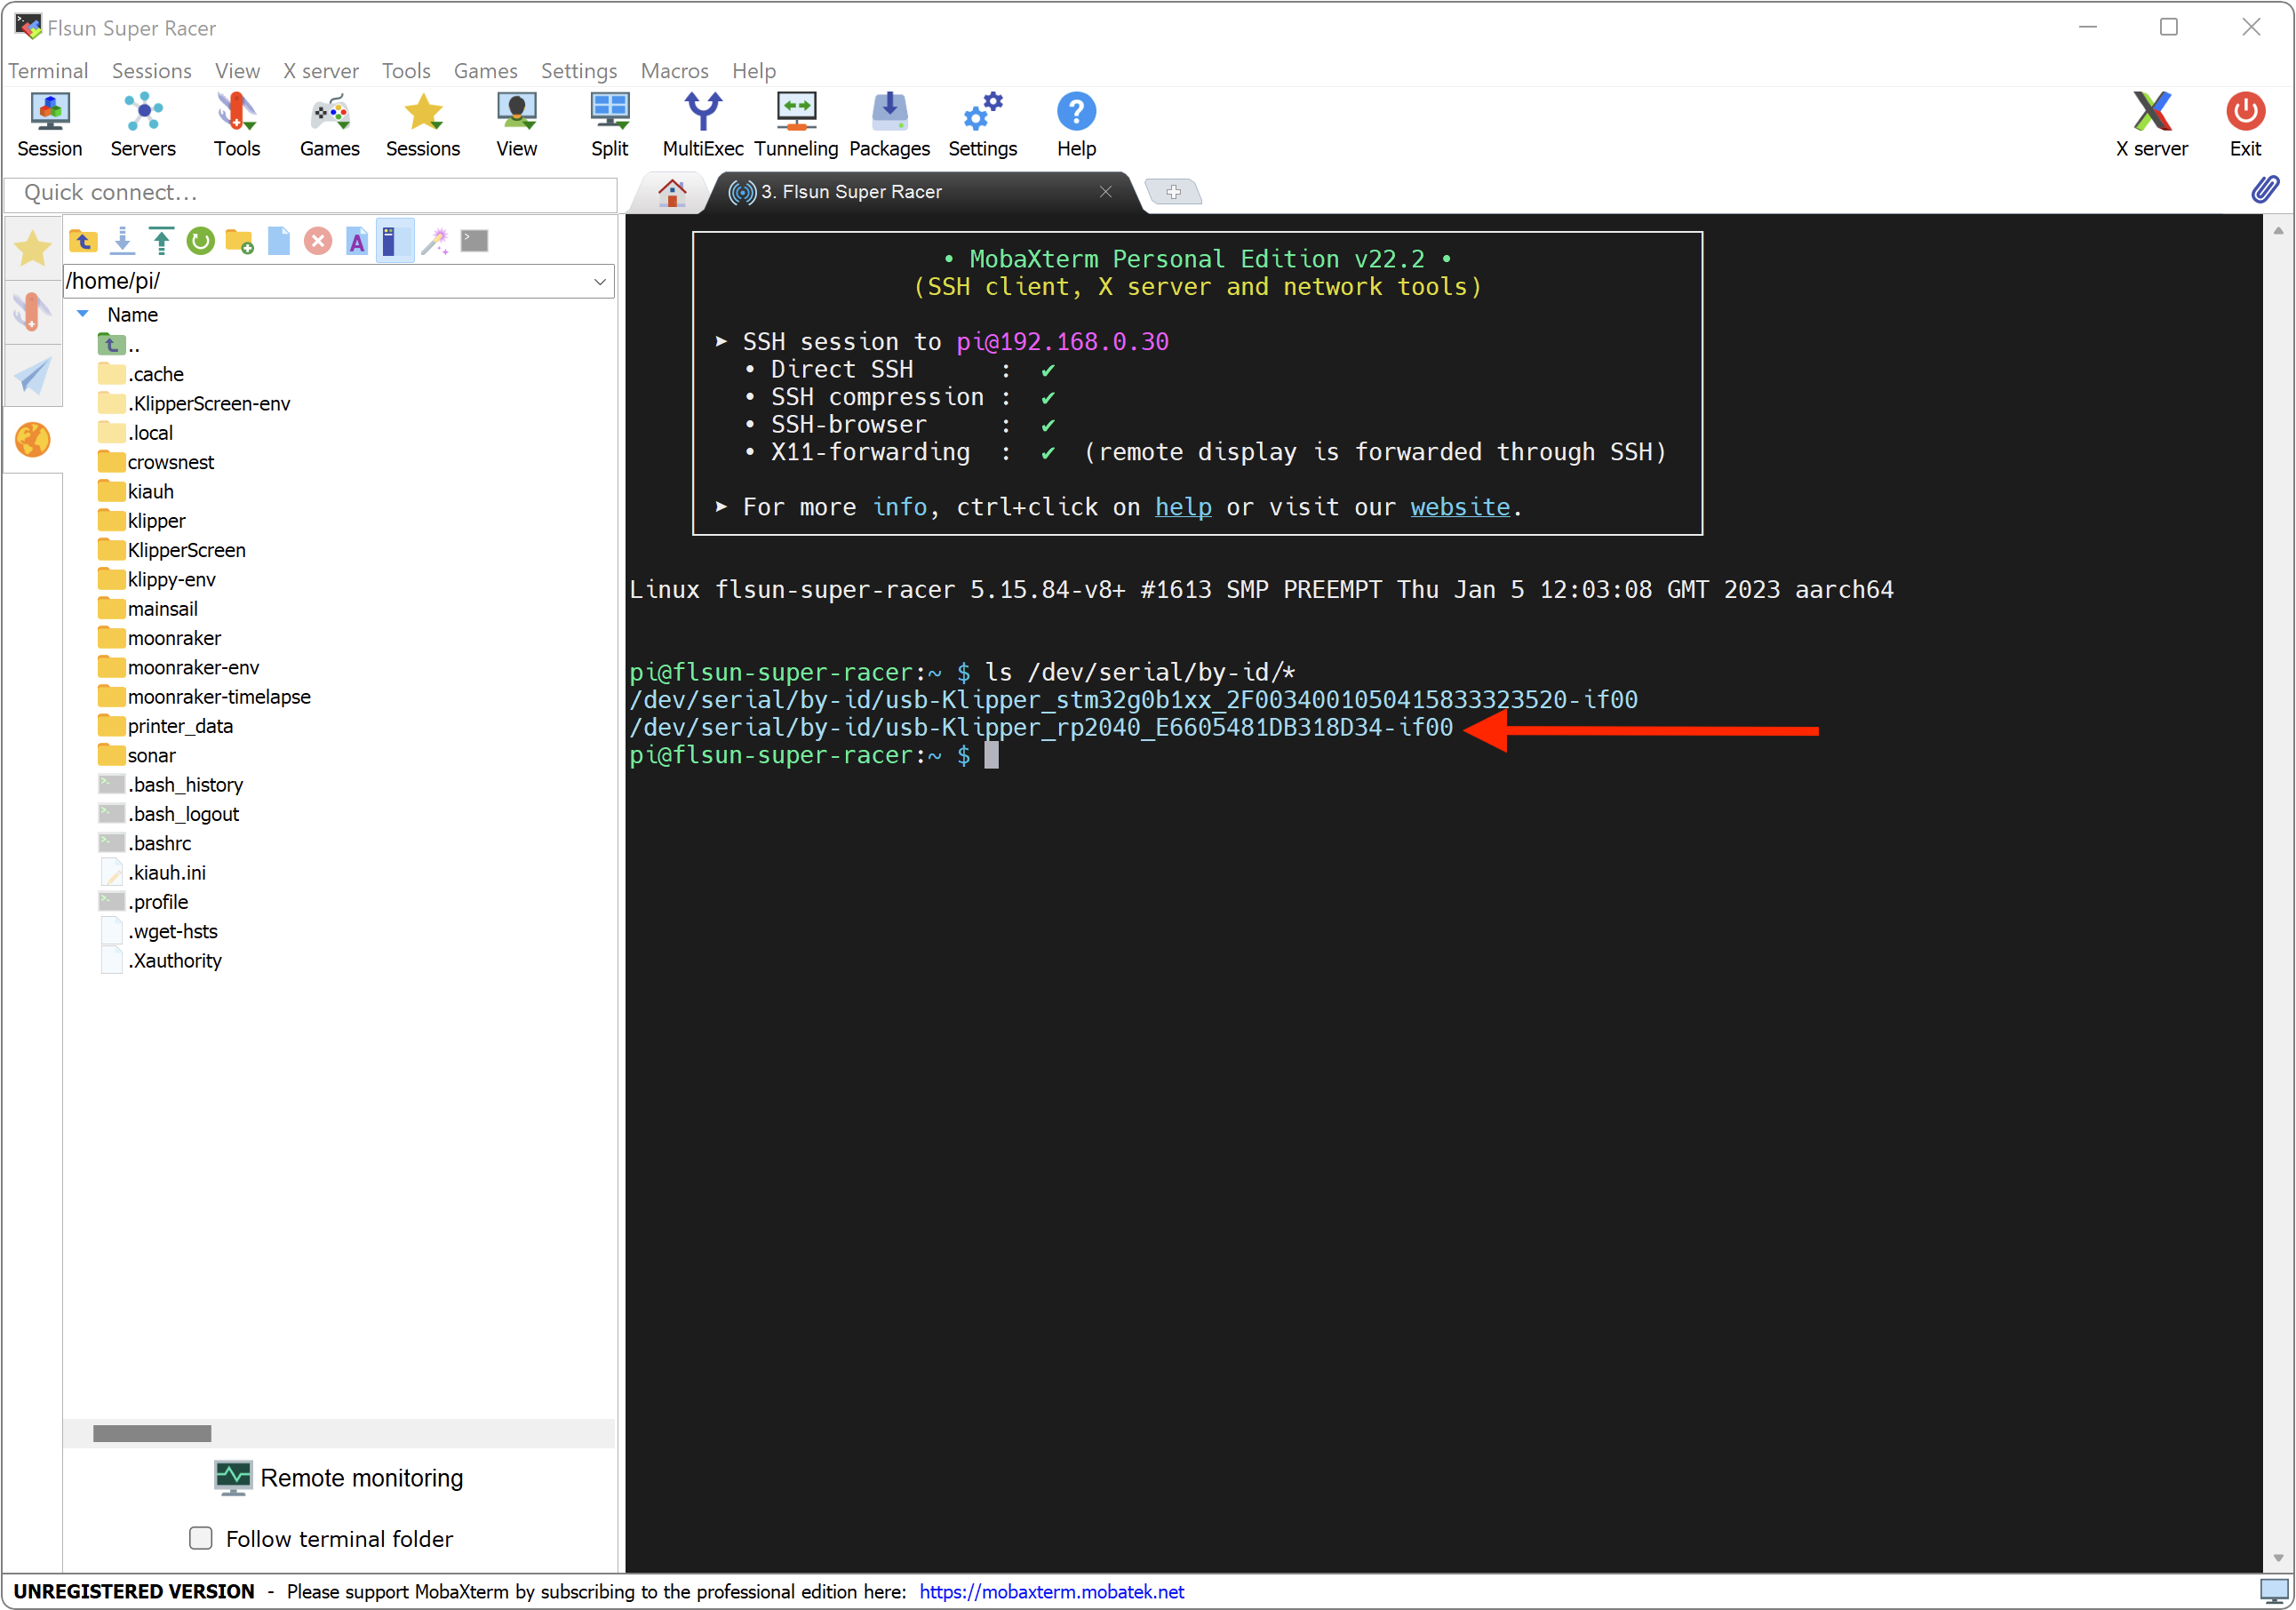 Flsun Super Racer
Terminal Sessions View X server Tools Games Settings Macros Help
Session Servers Tools Games Sessions View Split MultiExec Tunneling Packages Settings Help X server Exit
Quick connect...
3. Flsun Super Racer
/home/pi/
Name
..
.cache
.KlipperScreen-env
.local
crowsnest
kiauh
klipper
KlipperScreen
klippy-env
mainsail
moonraker
moonraker-env
moonraker-timelapse
printer_data
sonar
.bash_history
.bash_logout
.bashrc
.kiauh.ini
.profile
.wget-hsts
.Xauthority
Remote monitoring
Follow terminal folder
• MobaXterm Personal Edition v22.2 •
(SSH client, X server and network tools)
➤ SSH session to pi@192.168.0.30
• Direct SSH : ✔
• SSH compression : ✔
• SSH-browser : ✔
• X11-forwarding : ✔ (remote display is forwarded through SSH)
➤ For more info, ctrl+click on help or visit our website.
Linux flsun-super-racer 5.15.84-v8+ #1613 SMP PREEMPT Thu Jan 5 12:03:08 GMT 2023 aarch64
pi@flsun-super-racer:~ $ ls /dev/serial/by-id/*
/dev/serial/by-id/usb-Klipper_stm32g0b1xx_2F0034001050415833323520-if00
/dev/serial/by-id/usb-Klipper_rp2040_E6605481DB318D34-if00
pi@flsun-super-racer:~ $
UNREGISTERED VERSION - Please support MobaXterm by subscribing to the professional edition here: https://mobaxterm.mobatek.net